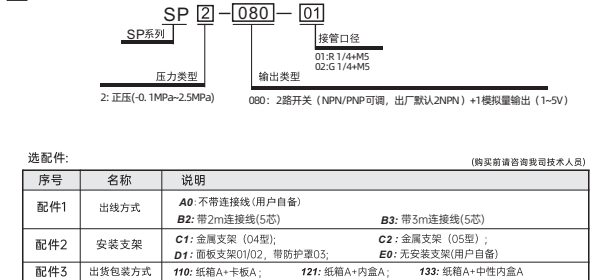 SP 2 — 080 — 01
SP系列
接管口径
01:R 1/4+M5
02:G 1/4+M5
压力类型
输出类型
2: 正压(-0.1MPa~2.5MPa)
080: 2路开关（NPN/PNP可调，出厂默认2NPN）+1模拟量输出（1~5V）
选配件:
(购买前请咨询我司技术人员)
序号 名称 说明
配件1 出线方式
A0: 不带连接线(用户自备)
B2: 带2m连接线(5芯) B3: 带3m连接线(5芯)
配件2 安装支架
C1: 金属支架（04型); C2: 金属支架（05型）;
D1: 面板支架01/02，带防护罩03; E0: 无安装支架(用户自备)
配件3 出货包装方式 110: 纸箱A+卡板A; 121: 纸箱A+内盒A; 133: 纸箱A+中性内盒A